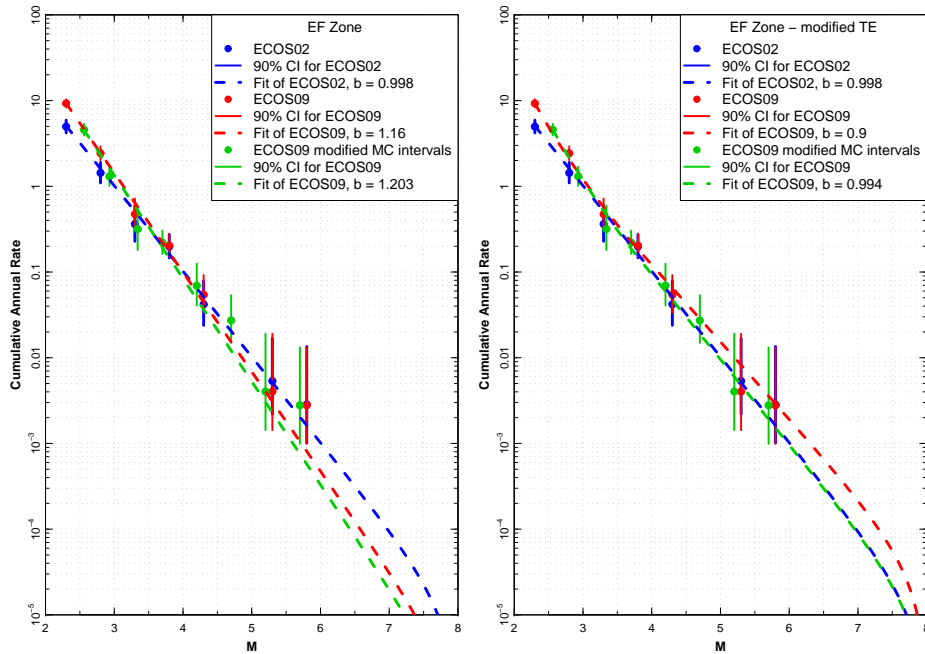 EF Zone
ECOS02
90% CI for ECOS02
Fit of ECOS02, b = 0.998
ECOS09
90% CI for ECOS09
Fit of ECOS09, b = 1.16
ECOS09 modified MC intervals
90% CI for ECOS09
Fit of ECOS09, b = 1.203
100
10
1
0.1
0.01
10⁻³
10⁻⁴
10⁻⁵
Cumulative Annual Rate
2 3 4 5 6 7 8
M
EF Zone − modified TE
ECOS02
90% CI for ECOS02
Fit of ECOS02, b = 0.998
ECOS09
90% CI for ECOS09
Fit of ECOS09, b = 0.9
ECOS09 modified MC intervals
90% CI for ECOS09
Fit of ECOS09, b = 0.994
100
10
1
0.1
0.01
10⁻³
10⁻⁴
10⁻⁵
Cumulative Annual Rate
2 3 4 5 6 7 8
M